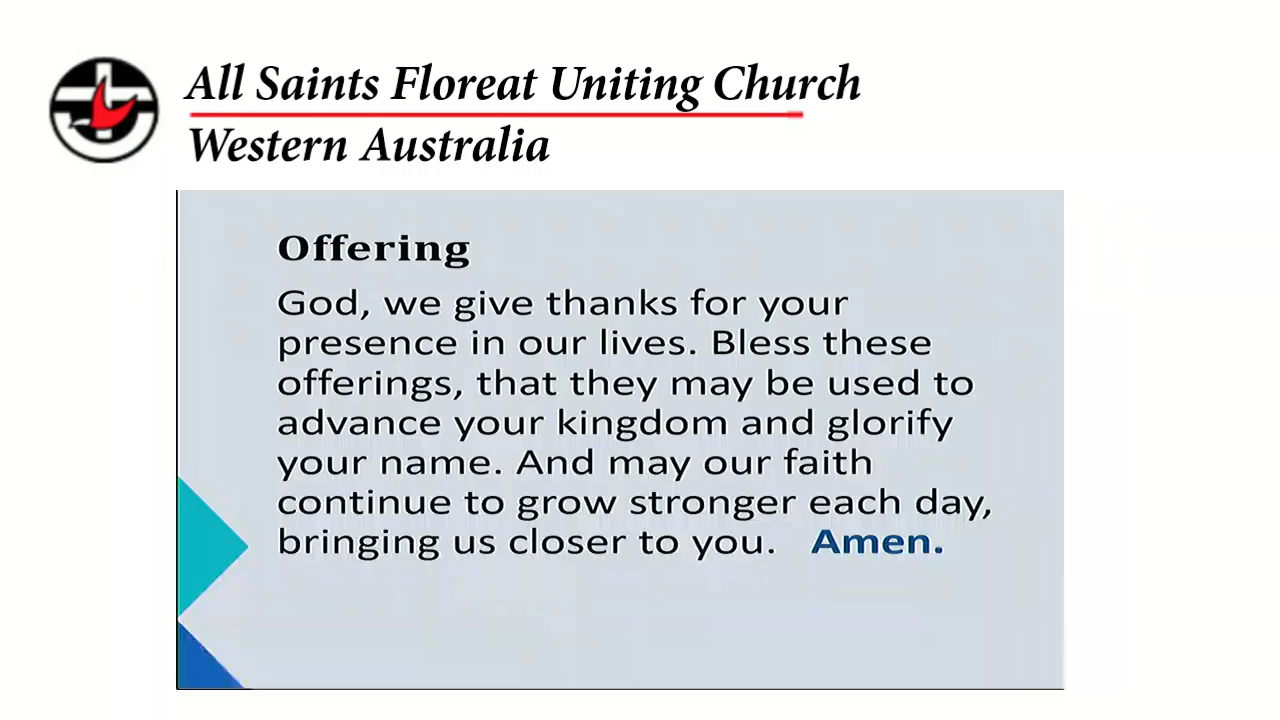 All Saints Floreat Uniting Church
Western Australia
Offering
God, we give thanks for your
presence in our lives. Bless these
offerings, that they may be used to
advance your kingdom and glorify
your name. And may our faith
continue to grow stronger each day,
bringing us closer to you. Amen.